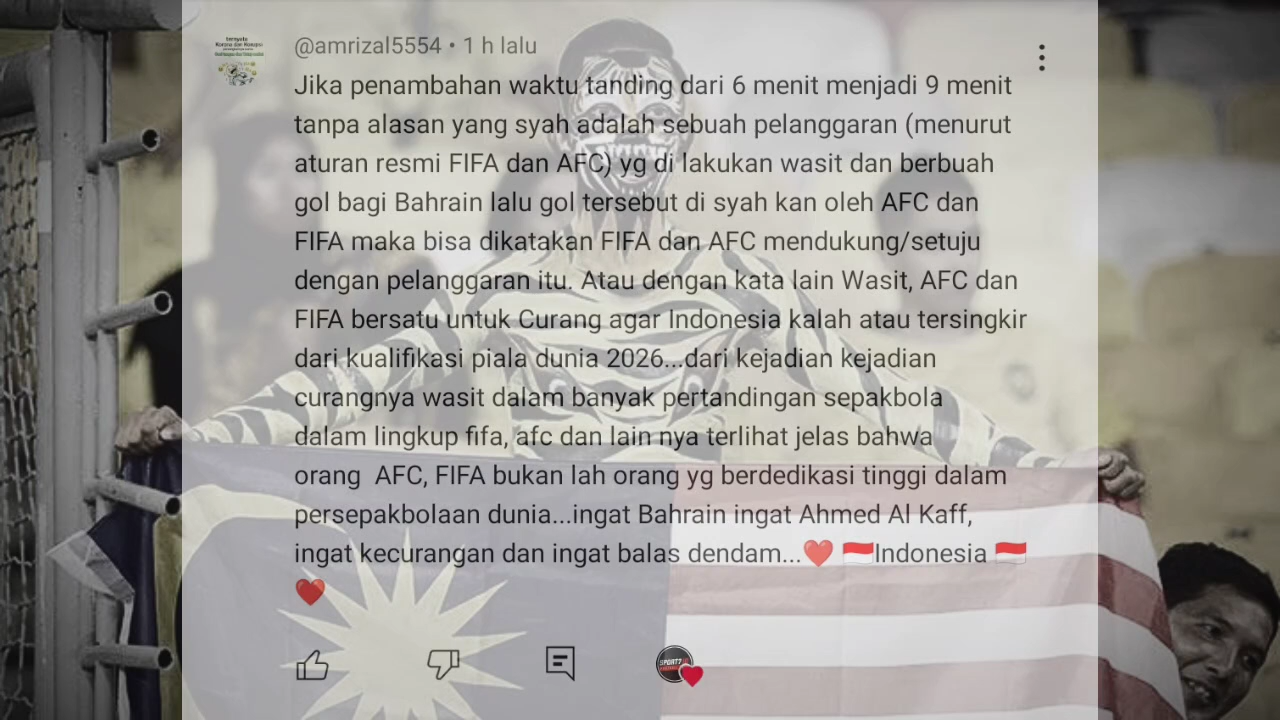 @amrizal5554 • 1 h lalu
Jika penambahan waktu tanding dari 6 menit menjadi 9 menit
tanpa alasan yang syah adalah sebuah pelanggaran (menurut
aturan resmi FIFA dan AFC) yg di lakukan wasit dan berbuah
gol bagi Bahrain lalu gol tersebut di syah kan oleh AFC dan
FIFA maka bisa dikatakan FIFA dan AFC mendukung/setuju
dengan pelanggaran itu. Atau dengan kata lain Wasit, AFC dan
FIFA bersatu untuk Curang agar Indonesia kalah atau tersingkir
dari kualifikasi piala dunia 2026...dari kejadian kejadian
curangnya wasit dalam banyak pertandingan sepakbola
dalam lingkup fifa, afc dan lain nya terlihat jelas bahwa
orang  AFC, FIFA bukan lah orang yg berdedikasi tinggi dalam
persepakbolaan dunia...ingat Bahrain ingat Ahmed Al Kaff,
ingat kecurangan dan ingat balas dendam...❤️ 🇮🇩Indonesia 🇮🇩
❤️